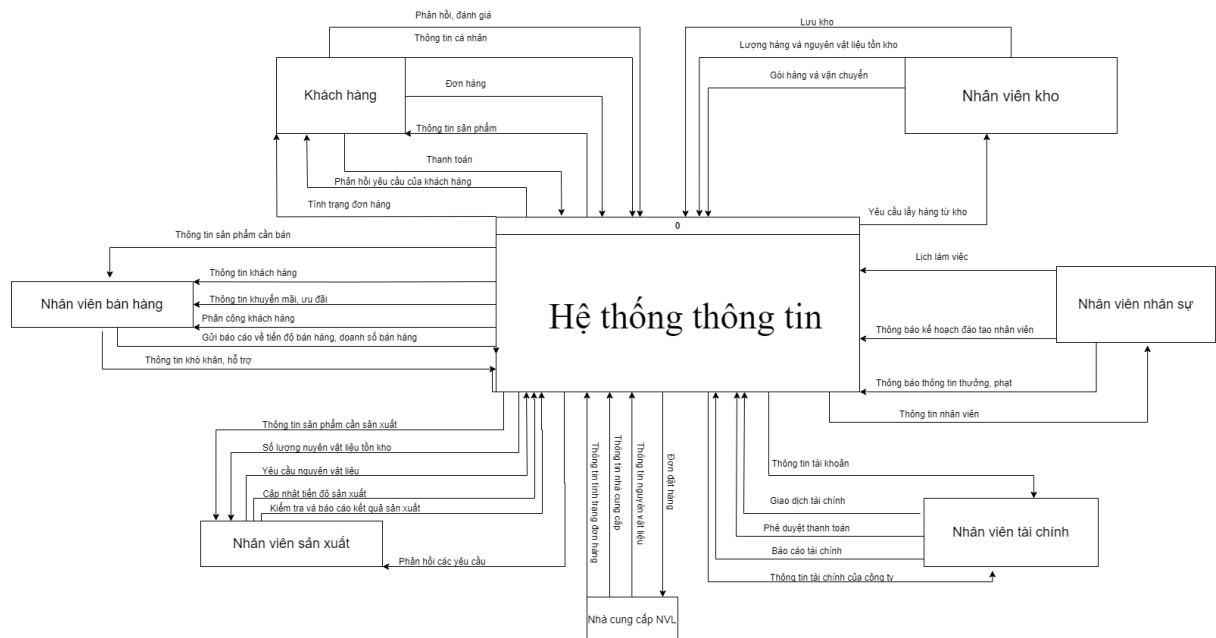 Phản hồi, đánh giá
Thông tin cá nhân
Khách hàng
Đơn hàng
Thông tin sản phẩm
Thanh toán
Phản hồi yêu cầu của khách hàng
Tình trạng đơn hàng
Lưu kho
Lượng hàng và nguyên vật liệu tồn kho
Gói hàng và vận chuyển
Nhân viên kho
Yêu cầu lấy hàng từ kho
0
Hệ thống thông tin
Thông tin sản phẩm cần bán
Thông tin khách hàng
Nhân viên bán hàng
Thông tin khuyến mãi, ưu đãi
Phân công khách hàng
Gửi báo cáo về tiến độ bán hàng, doanh số bán hàng
Thông tin khò khăn, hỗ trợ
Lịch làm việc
Nhân viên nhân sự
Thông báo kế hoạch đảo tạo nhân viên
Thông báo thông tin thưởng, phạt
Thông tin nhân viên
Thông tin sản phẩm cần sản xuất
Số lượng nuyên vật liệu tồn kho
Yêu cầu nguyên vật liệu
Cập nhật tiến độ sản xuất
Kiểm tra và báo cáo kết quả sản xuất
Nhân viên sản xuất
Phản hồi các yêu cầu
Thông tin tình trạng đơn hàng
Thông tin nhà cung cấp
Thông tin nguyên vật liệu
Đơn đặt hàng
Nhà cung cấp NVL
Thông tin tài khoản
Giao dịch tài chính
Phê duyệt thanh toán
Nhân viên tài chính
Báo cáo tài chính
Thông tin tài chính của công ty